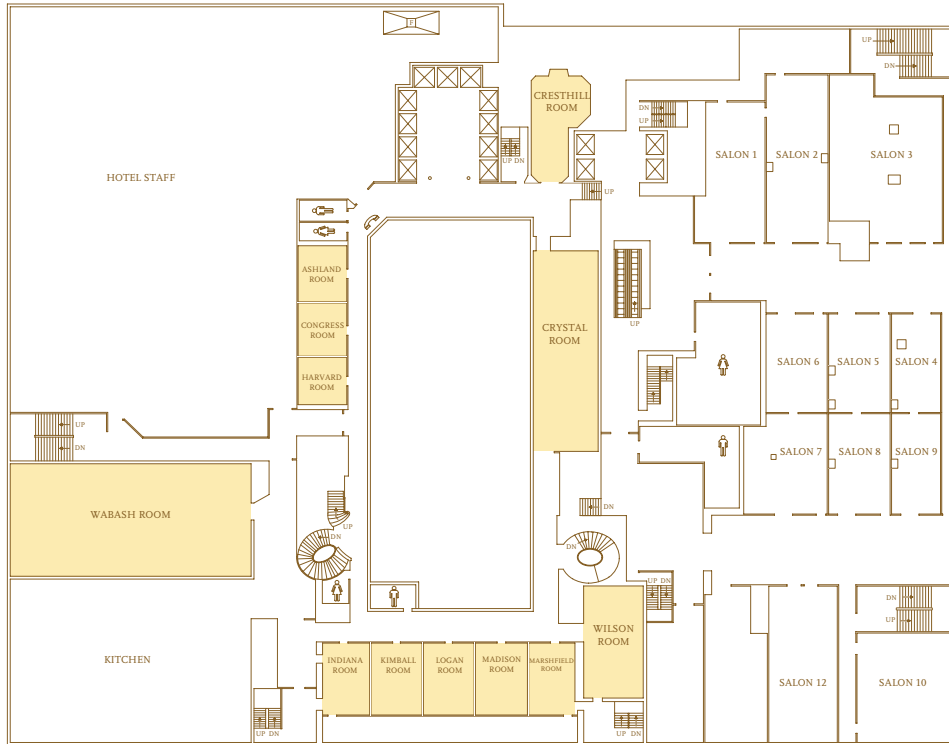 F
UP
DN
CRESTHILL
ROOM
DN
UP
SALON 1
SALON 2
SALON 3
UP DN
HOTEL STAFF
UP
ASHLAND
ROOM
CONGRESS
ROOM
HARVARD
ROOM
CRYSTAL
ROOM
UP
SALON 6
SALON 5
SALON 4
UP
DN
SALON 7
SALON 8
SALON 9
WABASH ROOM
UP
DN
DN
DN
UP DN
DN
UP
WILSON
ROOM
KITCHEN
INDIANA
ROOM
KIMBALL
ROOM
LOGAN
ROOM
MADISON
ROOM
MARSHFIELD
ROOM
SALON 12
SALON 10
UP DN
UP DN